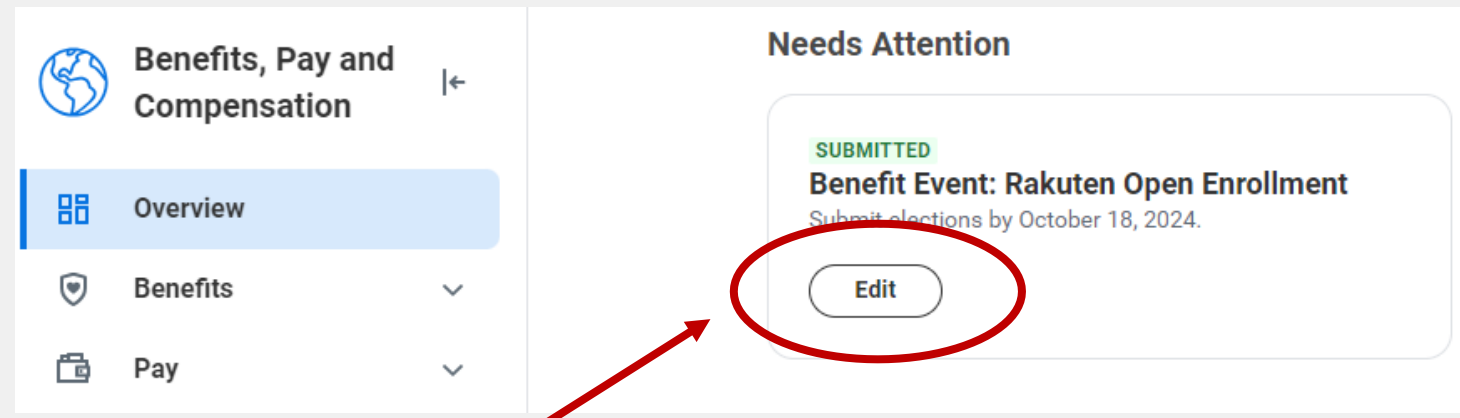 Benefits, Pay and
Compensation
Overview
Benefits
Pay
Needs Attention
SUBMITTED
Benefit Event: Rakuten Open Enrollment
Submit elections by October 18, 2024.
Edit